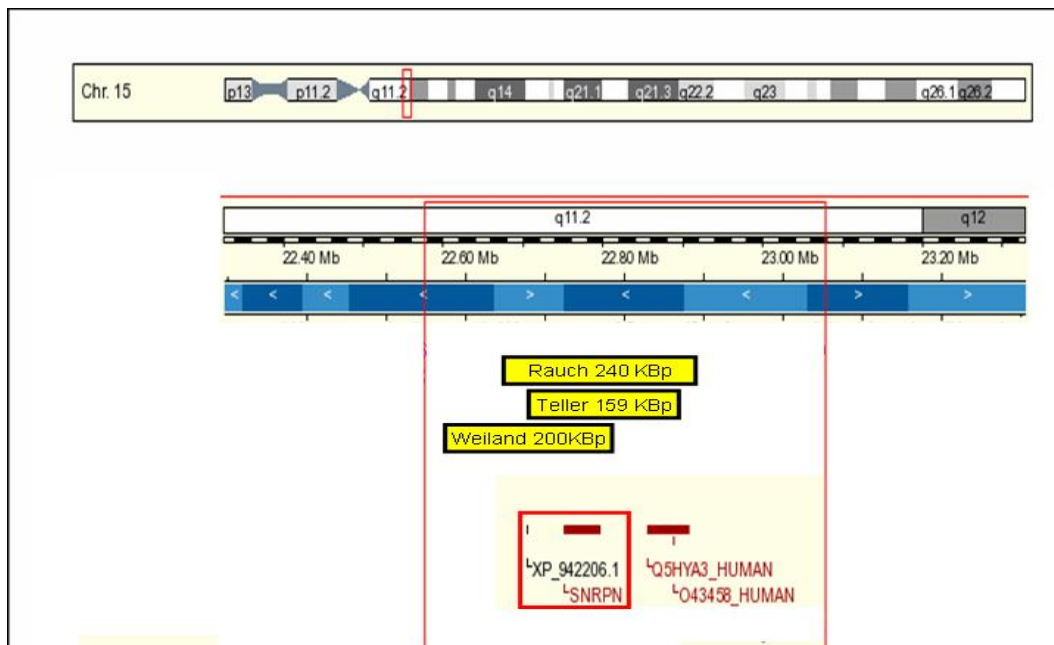 Chr. 15
p13 p11.2 q11.2 q14 q21.1 q21.3 q22.2 q23 q26.1 q26.2
q11.2 q12
22.40 Mb 22.60 Mb 22.80 Mb 23.00 Mb 23.20 Mb
< < < < > < < > >
Rauch 240 KBp
Teller 159 KBp
Weiland 200KBp
XP_942206.1 Q5HYA3_HUMAN
SNRPN O43458_HUMAN